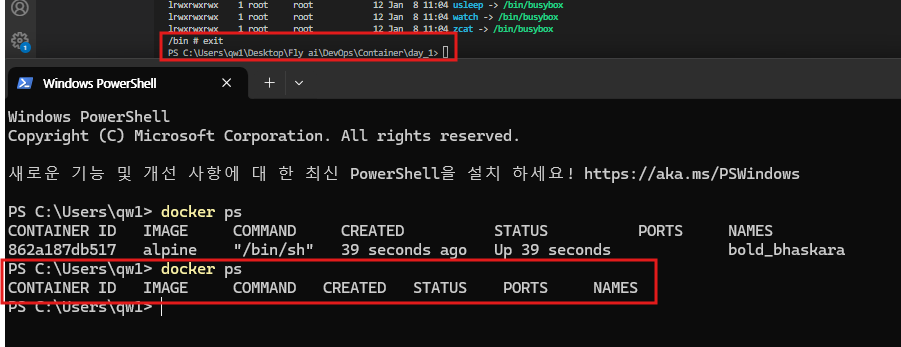 lrwxrwxrwx 1 root root 12 Jan 8 11:04 usleep -> /bin/busybox
lrwxrwxrwx 1 root root 12 Jan 8 11:04 watch -> /bin/busybox
lrwxrwxrwx 1 root root 12 Jan 8 11:04 zcat -> /bin/busybox
/bin # exit
PS C:\Users\qw1\Desktop\Fly ai\DevOps\Container\day_1>
1
Windows PowerShell
Windows PowerShell
Copyright (C) Microsoft Corporation. All rights reserved.
새로운 기능 및 개선 사항에 대 한 최신 PowerShell을 설치 하세요! https://aka.ms/PSWindows
PS C:\Users\qw1> docker ps
CONTAINER ID IMAGE COMMAND CREATED STATUS PORTS NAMES
862a187db517 alpine "/bin/sh" 39 seconds ago Up 39 seconds bold_bhaskara
PS C:\Users\qw1> docker ps
CONTAINER ID IMAGE COMMAND CREATED STATUS PORTS NAMES
PS C:\Users\qw1>